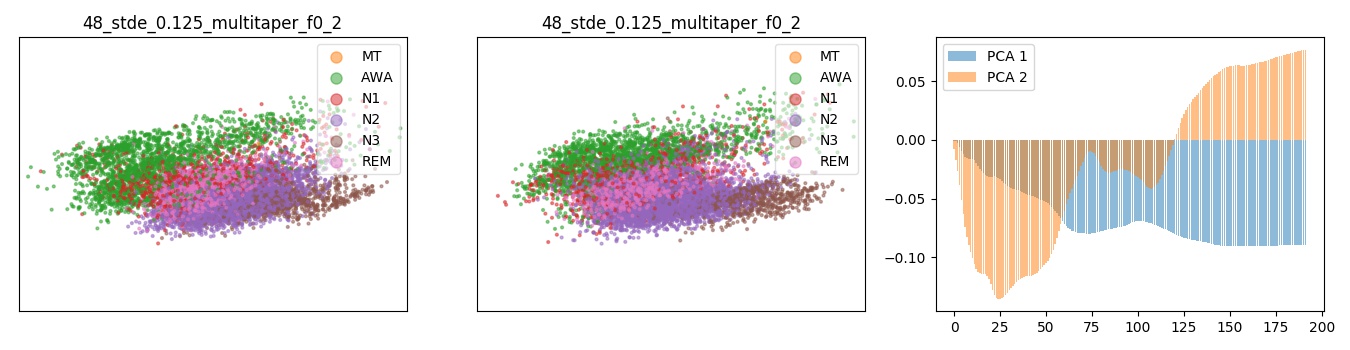 48_stde_0.125_multitaper_f0_2
MT
AWA
N1
N2
N3
REM
48_stde_0.125_multitaper_f0_2
MT
AWA
N1
N2
N3
REM
PCA 1
PCA 2
0.05
0.00
−0.05
−0.10
0 25 50 75 100 125 150 175 200